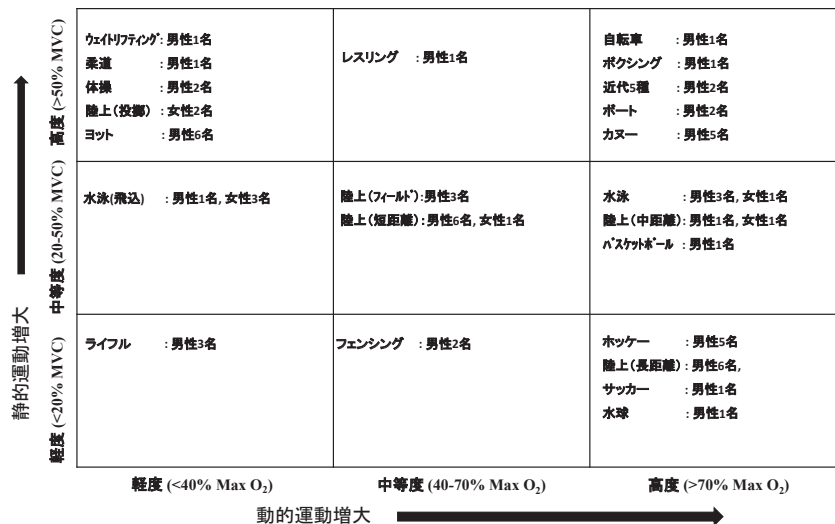 静的運動増大
高度 (>50% MVC)
ウェイトリフティング: 男性1名
柔道 : 男性1名
体操 : 男性2名
陸上(投擲) : 女性2名
ヨット : 男性6名
レスリング : 男性1名
自転車 : 男性1名
ボクシング : 男性1名
近代5種 : 男性2名
ボート : 男性2名
カヌー : 男性5名
中等度 (20-50% MVC)
水泳(飛込) : 男性1名, 女性3名
陸上(フィールド): 男性3名
陸上(短距離): 男性6名, 女性1名
水泳 : 男性3名, 女性1名
陸上(中距離): 男性1名, 女性1名
バスケットボール : 男性1名
軽度 (<20% MVC)
ライフル : 男性3名
フェンシング : 男性2名
ホッケー : 男性5名
陸上(長距離): 男性6名,
サッカー : 男性1名
水球 : 男性1名
軽度 (<40% Max O₂)
中等度 (40-70% Max O₂)
高度 (>70% Max O₂)
動的運動増大